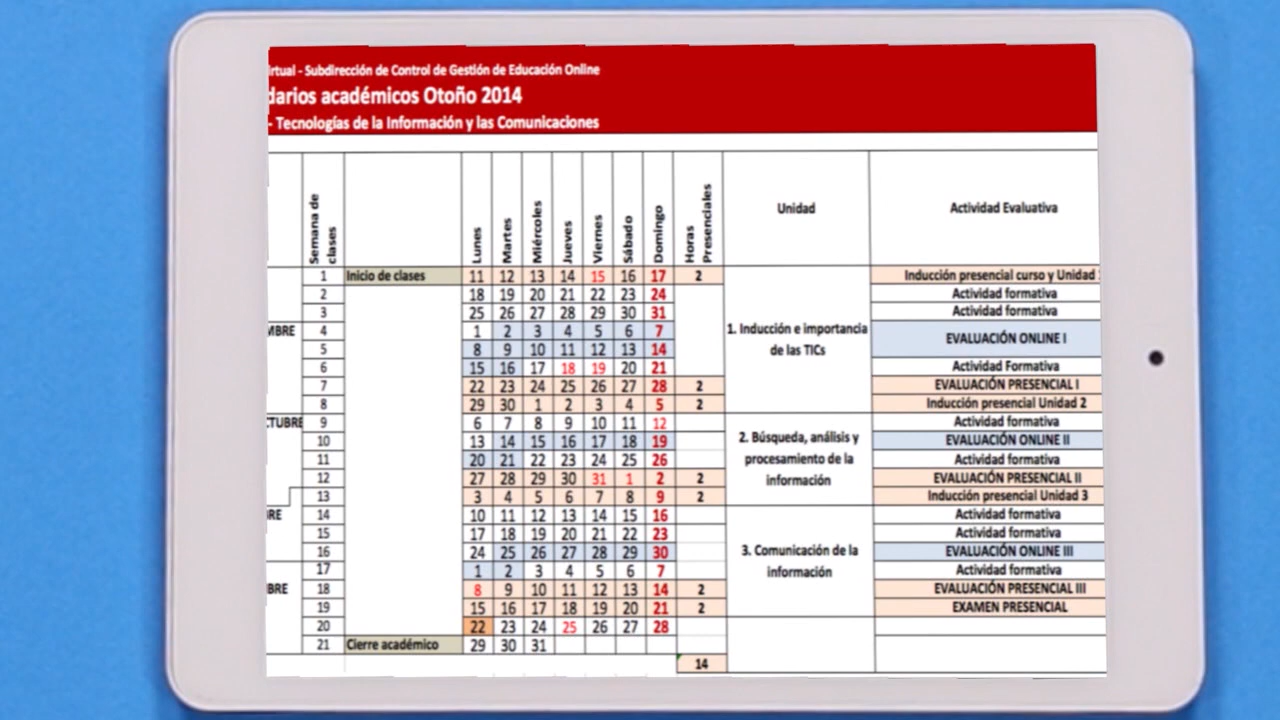 irtual - Subdirección de Control de Gestión de Educación Online
darios académicos Otoño 2014
- Tecnologías de la Información y las Comunicaciones
Semana de clases Lunes Martes Miércoles Jueves Viernes Sábado Domingo Horas Presenciales Unidad Actividad Evaluativa
1 Inicio de clases 11 12 13 14 15 16 17 2 Inducción presencial curso y Unidad
2 18 19 20 21 22 23 24 Actividad formativa
3 25 26 27 28 29 30 31 Actividad formativa
MBRE 4 1 2 3 4 5 6 7 1. Inducción e importancia EVALUACIÓN ONLINE I
5 8 9 10 11 12 13 14 de las TICs
6 15 16 17 18 19 20 21 Actividad Formativa
7 22 23 24 25 26 27 28 2 EVALUACIÓN PRESENCIAL I
8 29 30 1 2 3 4 5 2 Inducción presencial Unidad 2
CTUBRE 9 6 7 8 9 10 11 12 Actividad formativa
10 13 14 15 16 17 18 19 2. Búsqueda, análisis y EVALUACIÓN ONLINE II
11 20 21 22 23 24 25 26 procesamiento de la Actividad formativa
12 27 28 29 30 31 1 2 2 información EVALUACIÓN PRESENCIAL II
13 3 4 5 6 7 8 9 2 Inducción presencial Unidad 3
RE 14 10 11 12 13 14 15 16 Actividad formativa
15 17 18 19 20 21 22 23 Actividad formativa
16 24 25 26 27 28 29 30 3. Comunicación de la EVALUACIÓN ONLINE III
17 1 2 3 4 5 6 7 información Actividad formativa
BRE 18 8 9 10 11 12 13 14 2 EVALUACIÓN PRESENCIAL III
19 15 16 17 18 19 20 21 2 EXAMEN PRESENCIAL
20 22 23 24 25 26 27 28
21 Cierre académico 29 30 31
14